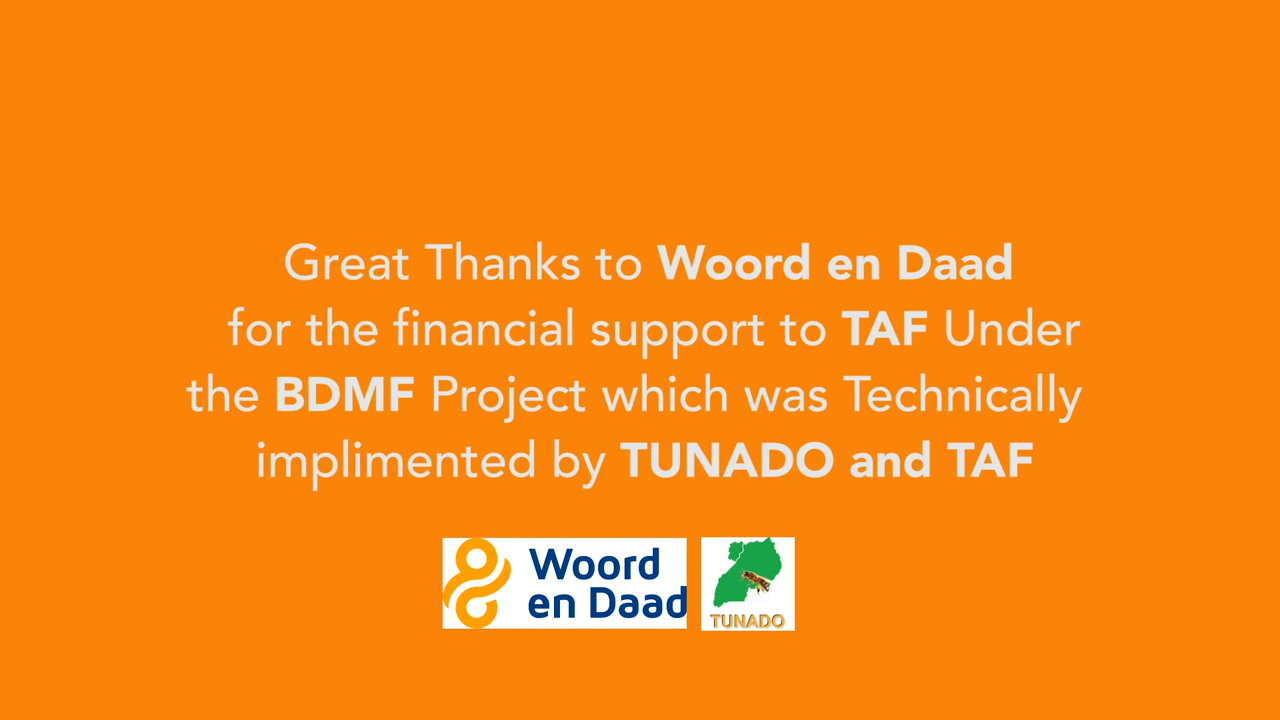 Great Thanks to Woord en Daad
for the financial support to TAF Under
the BDMF Project which was Technically
implimented by TUNADO and TAF
Woord
en Daad
TUNADO